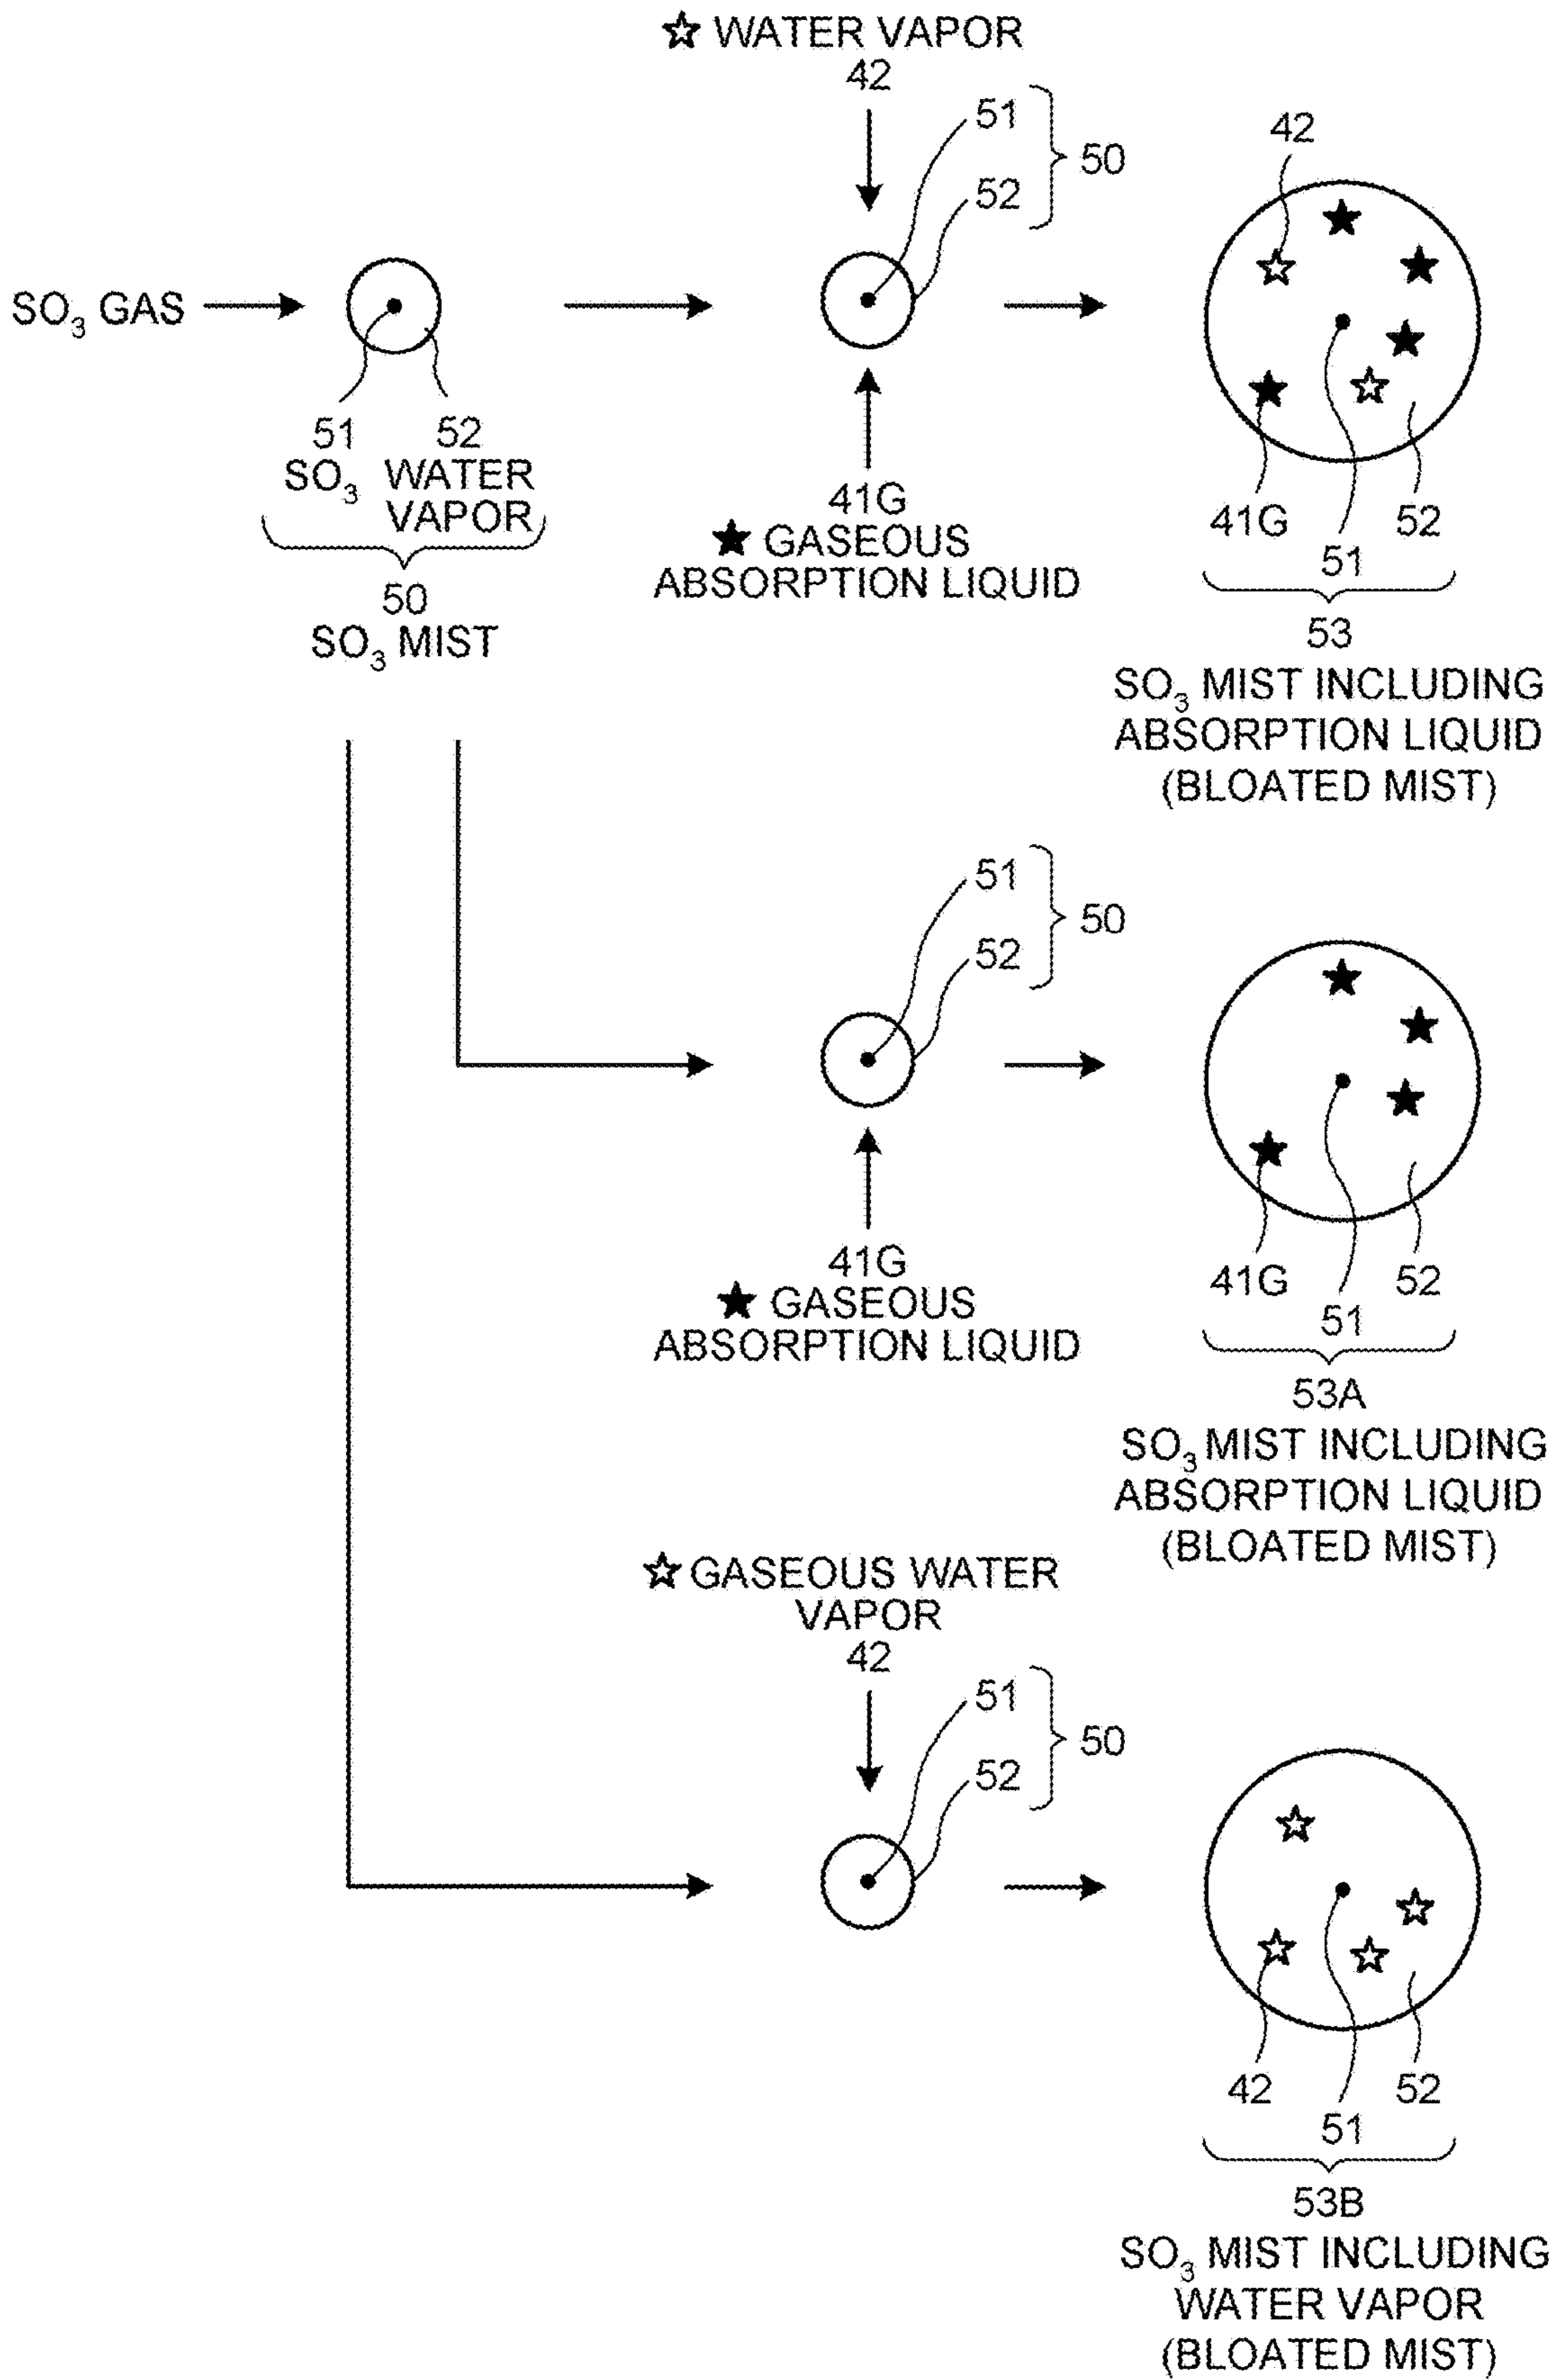 ☆ WATER VAPOR
42
51
52
50
42
SO₃ GAS
51
SO₃
52
WATER
VAPOR
50
SO₃ MIST
41G
★ GASEOUS
ABSORPTION LIQUID
41G
51
52
53
SO₃ MIST INCLUDING
ABSORPTION LIQUID
(BLOATED MIST)
51
52
50
41G
★ GASEOUS
ABSORPTION LIQUID
41G
51
52
53A
SO₃ MIST INCLUDING
ABSORPTION LIQUID
(BLOATED MIST)
☆ GASEOUS WATER
VAPOR
42
51
52
50
42
51
52
53B
SO₃ MIST INCLUDING
WATER VAPOR
(BLOATED MIST)